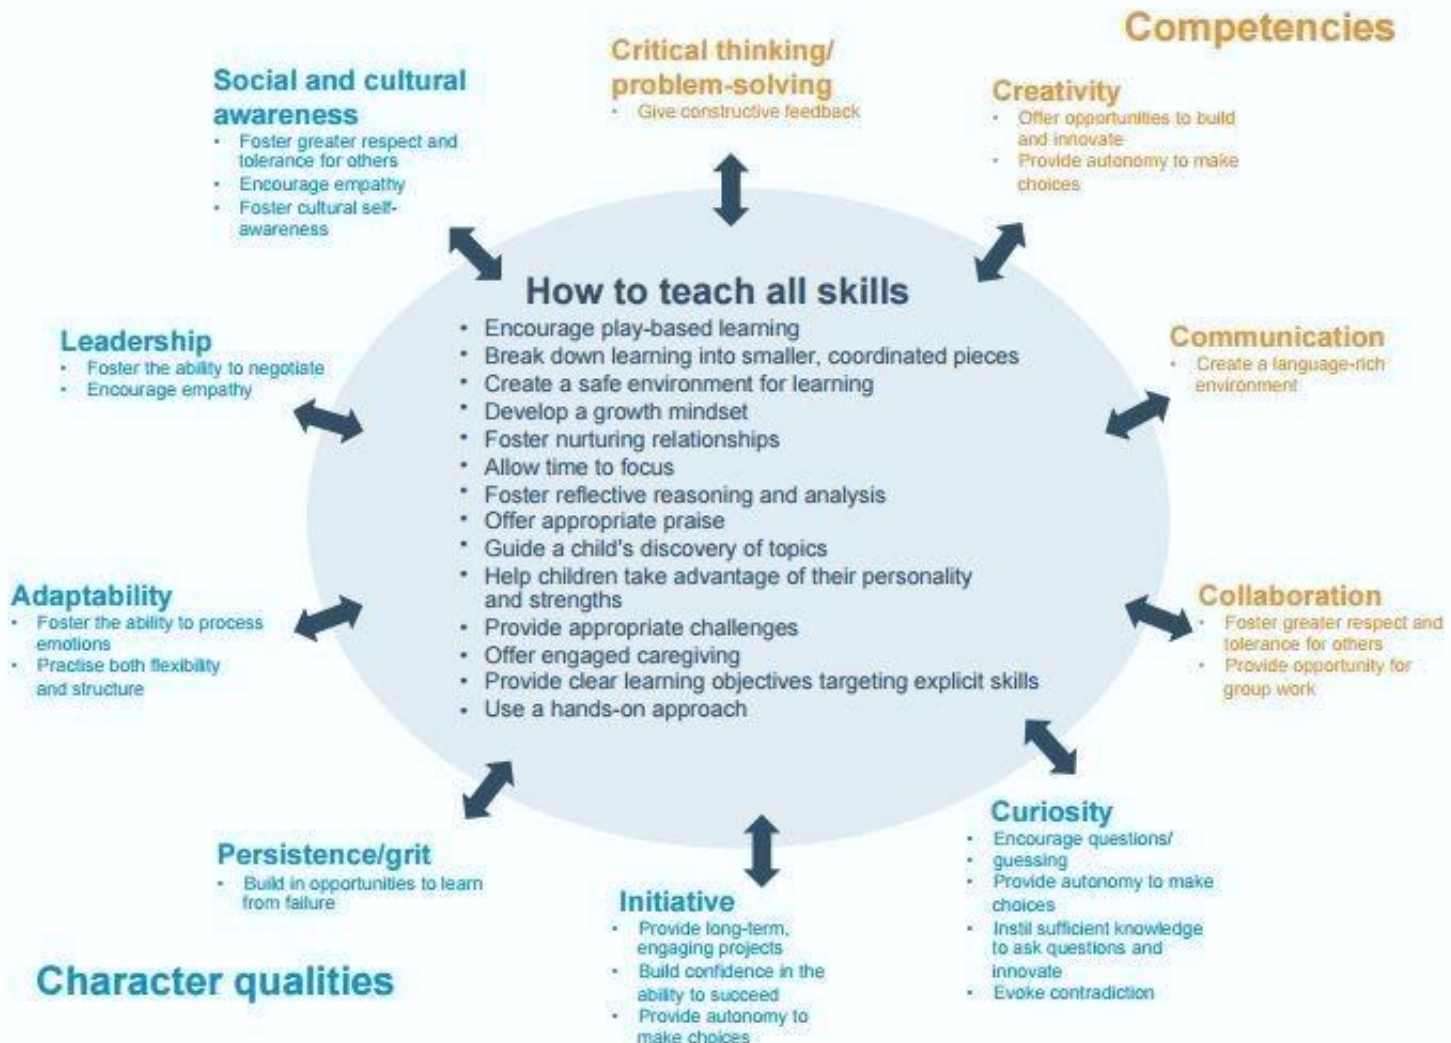 Competencies
Critical thinking/
problem-solving
• Give constructive feedback
Creativity
• Offer opportunities to build
and innovate
• Provide autonomy to make
choices
Communication
• Create a language-rich
environment
Collaboration
• Foster greater respect and
tolerance for others
• Provide opportunity for
group work
Curiosity
• Encourage questions/
• guessing
• Provide autonomy to make
choices
• Instil sufficient knowledge
to ask questions and
innovate
• Evoke contradiction
Initiative
• Provide long-term,
engaging projects
• Build confidence in the
ability to succeed
• Provide autonomy to
make choices
Persistence/grit
• Build in opportunities to learn
from failure
Adaptability
• Foster the ability to process
emotions
• Practise both flexibility
and structure
Leadership
• Foster the ability to negotiate
• Encourage empathy
Social and cultural
awareness
• Foster greater respect and
tolerance for others
• Encourage empathy
• Foster cultural self-
awareness
Character qualities
How to teach all skills
• Encourage play-based learning
• Break down learning into smaller, coordinated pieces
• Create a safe environment for learning
• Develop a growth mindset
• Foster nurturing relationships
• Allow time to focus
• Foster reflective reasoning and analysis
• Offer appropriate praise
• Guide a child's discovery of topics
• Help children take advantage of their personality
and strengths
• Provide appropriate challenges
• Offer engaged caregiving
• Provide clear learning objectives targeting explicit skills
• Use a hands-on approach